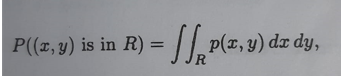 P((x, y) is in R) = ∬_R p(x, y) dx dy,